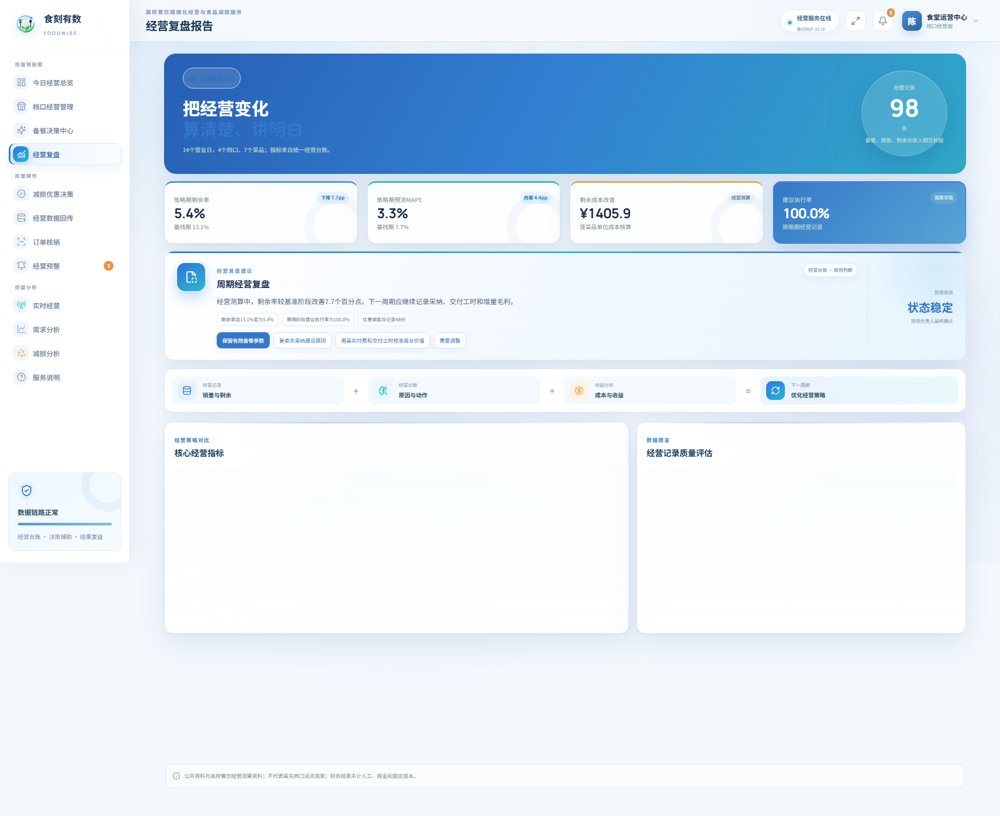 食刻有数
FOODWISE
经营驾驶舱
今日经营总览
档口经营管理
备餐决策中心
经营复盘
经营操作
减损优惠决策
经营数据回传
订单核销
经营预警
3
经营分析
实时经营
需求分析
减损分析
服务说明
数据链路正常
经营台账 · 决策辅助 · 结果复盘
高校餐饮精细化经营与食品减损服务
经营复盘报告
经营服务在线
最近同步 20:18
3
陈
食堂运营中心
档口经营端
经营数据总览
把经营变化
算清楚、讲明白
14个营业日，4个档口、7个菜品；指标来自统一经营台账。
经营记录
98
条
备餐、销售、剩余与收入相互校验
策略期剩余率
下降 7.7pp
5.4%
基线期 13.1%
策略期预测MAPE
改善 4.4pp
3.3%
基线期 7.7%
剩余成本改善
经营测算
¥1405.9
逐菜品单位成本核算
建议执行率
测算字段
100.0%
策略期经营记录
经营复盘建议
周期经营复盘
经营台账 · 规则判断
经营测算中，剩余率较基准阶段改善7.7个百分点。下一周期应继续记录采纳、交付工时和增量毛利。
剩余率由13.1%变为5.4%
策略阶段建议执行率为100.0%
优惠销售共记录48份
保留有效备餐参数
复查未采纳建议原因
用真实付费和交付工时校准商业价值
需要调整
复盘状态
状态稳定
现场负责人最终确认
经营记录
销量与剩余
+
经营诊断
原因与动作
+
收益分析
成本与收益
=
下一周期
优化经营策略
经营策略对比
核心经营指标
数据质量
经营记录质量评估
公开资料与高校餐饮经营测算资料；不代表真实档口试点成果；财务结果未计人工、租金和固定成本。